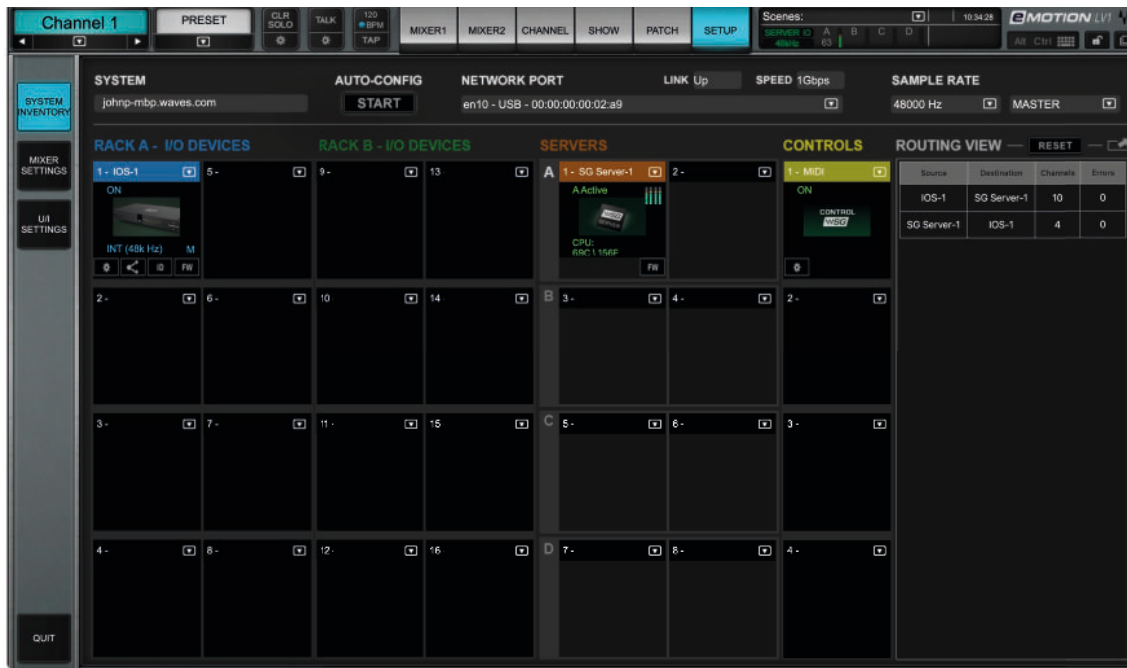 Channel 1
PRESET
CLR SOLO
TALK
120
BPM
TAP
MIXER1
MIXER2
CHANNEL
SHOW
PATCH
SETUP
Scenes:
10:34:28
SERVER IO A B C D
48kHz 63
eMOTION LV1
Alt Ctrl
SYSTEM AUTO-CONFIG NETWORK PORT LINK Up SPEED 1Gbps SAMPLE RATE
johnp-mbp.waves.com START en10 - USB - 00:00:00:00:02:a9 48000 Hz MASTER
SYSTEM INVENTORY
MIXER SETTINGS
U/I SETTINGS
QUIT
RACK A - I/O DEVICES RACK B - I/O DEVICES SERVERS CONTROLS ROUTING VIEW RESET
1 - IOS-1 5 - 9 - 13 A 1 - SG Server-1 2 - 1 - MIDI
ON A Active ON
CONTROL
WSG
WSG
SERVER
INT (48k Hz) M CPU:
69C \ 156F
IO FW FW
Source Destination Channels Errors
IOS-1 SG Server-1 10 0
SG Server-1 IOS-1 4 0
2 - 6 - 10 14 - B 3 - 4 - 2 -
3 - 7 - 11 - 15 C 5 - 6 - 3 -
4 - 8 - 12 - 16 D 7 - 8 - 4 -